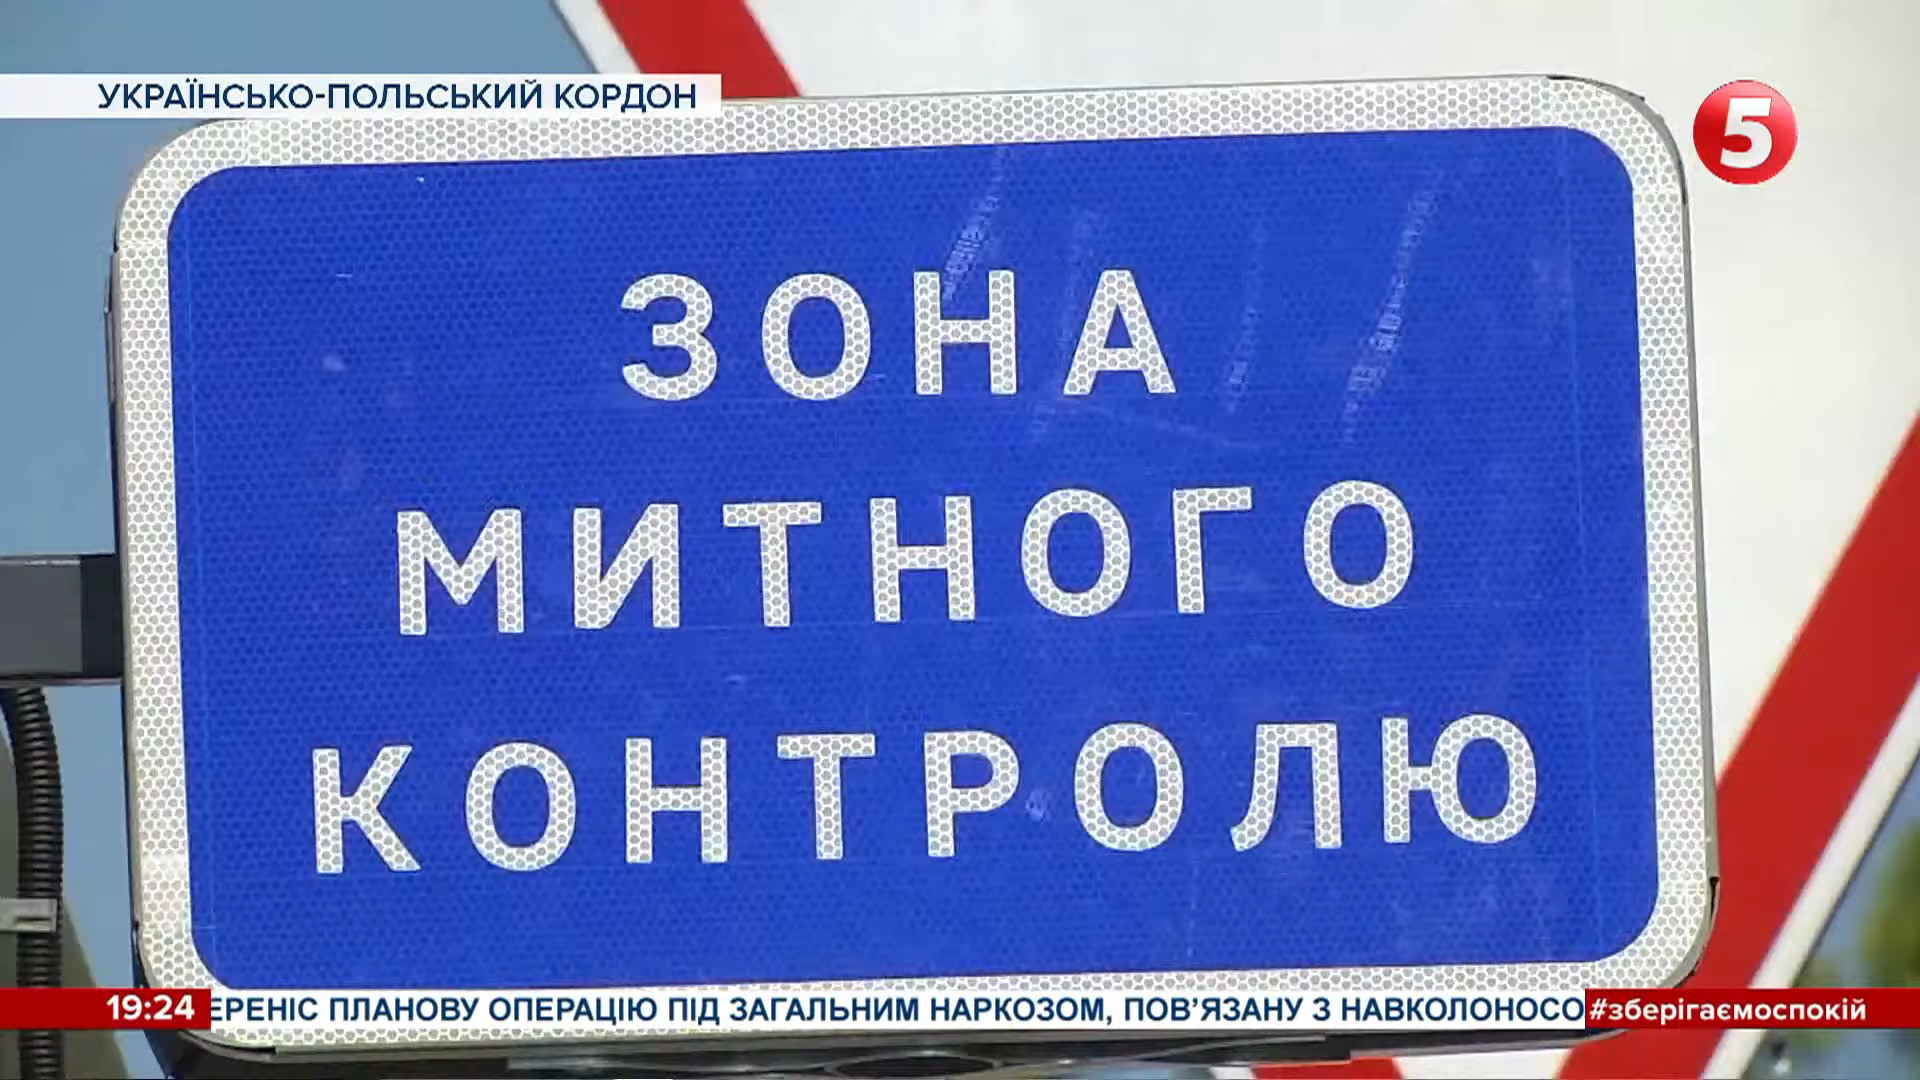 УКРАЇНСЬКО-ПОЛЬСЬКИЙ КОРДОН
5
ЗОНА
МИТНОГО
КОНТРОЛЮ
19:24 ЕРЕНІС ПЛАНОВУ ОПЕРАЦІЮ ПІД ЗАГАЛЬНИМ НАРКОЗОМ, ПОВ’ЯЗАНУ З НАВКОЛОНОСО #зберігаємоспокій